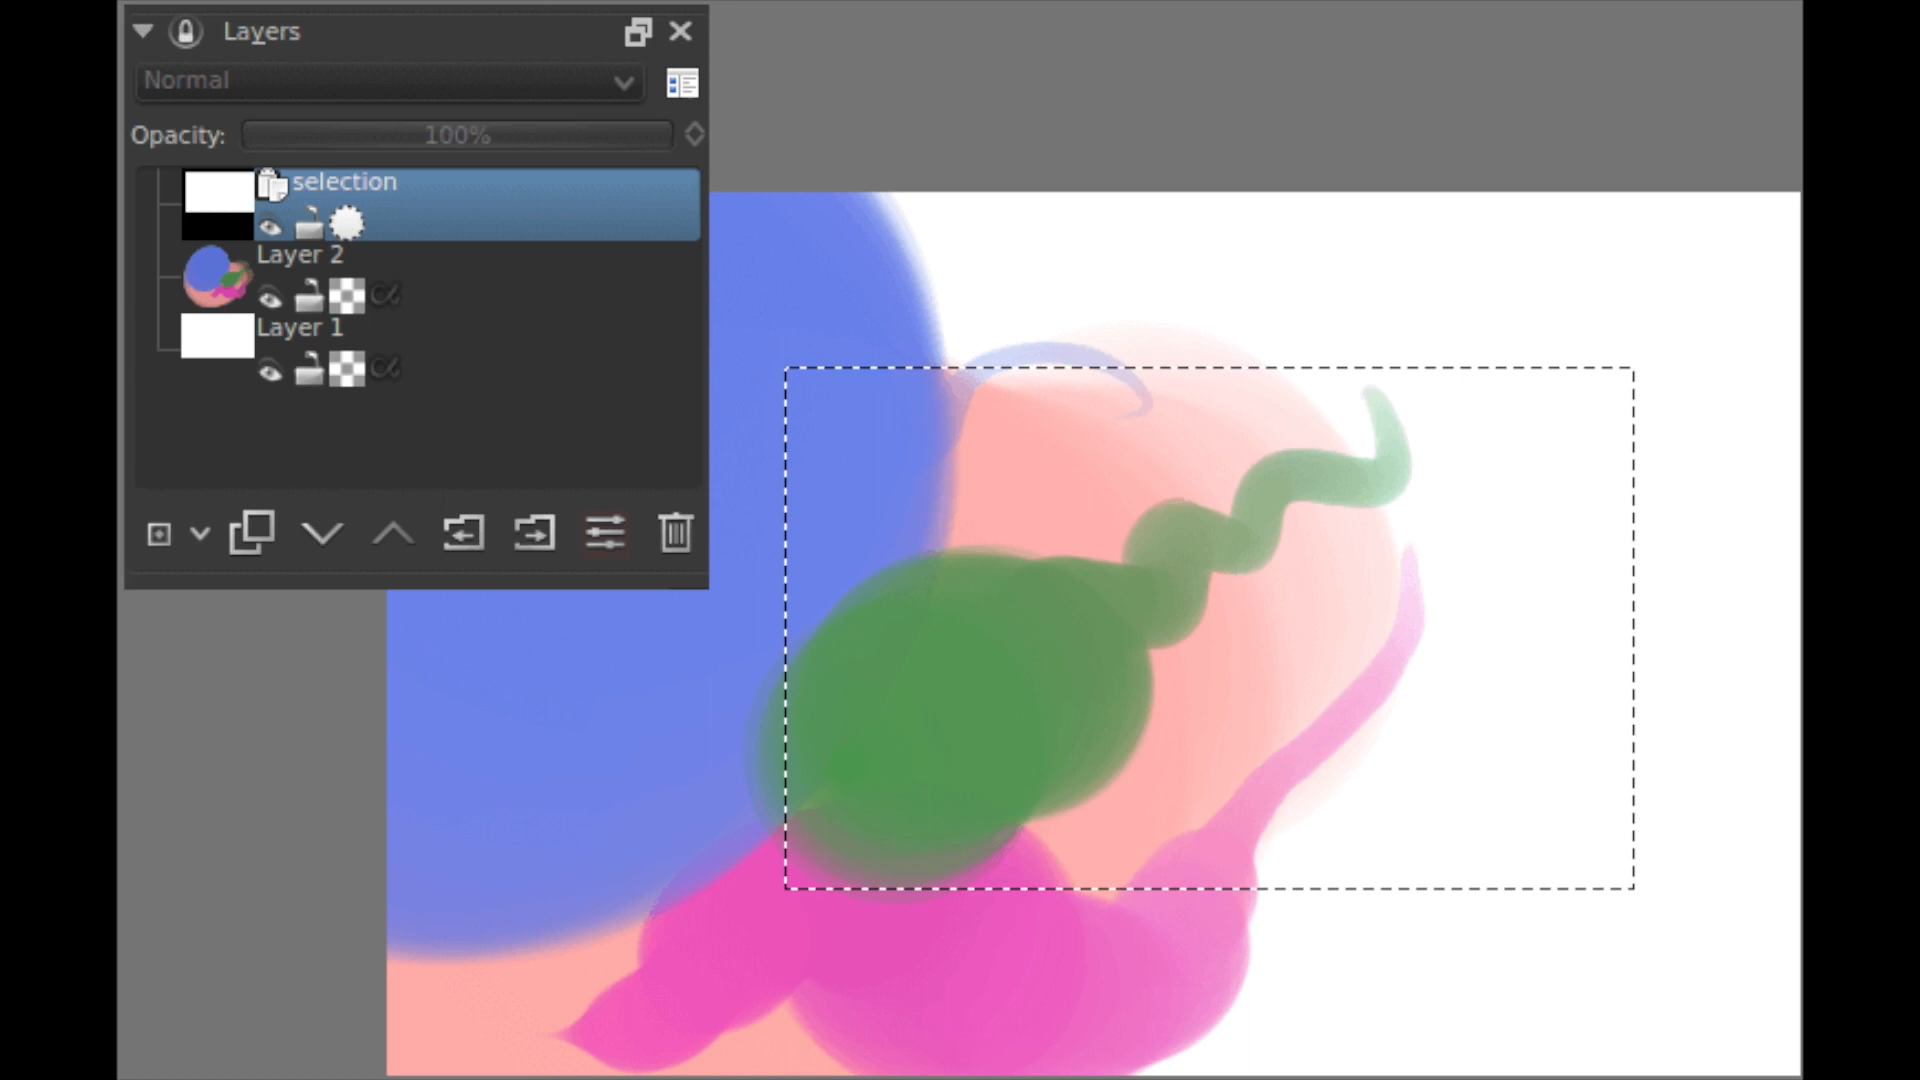 Layers
Normal
Opacity: 100%
selection
Layer 2
Layer 1